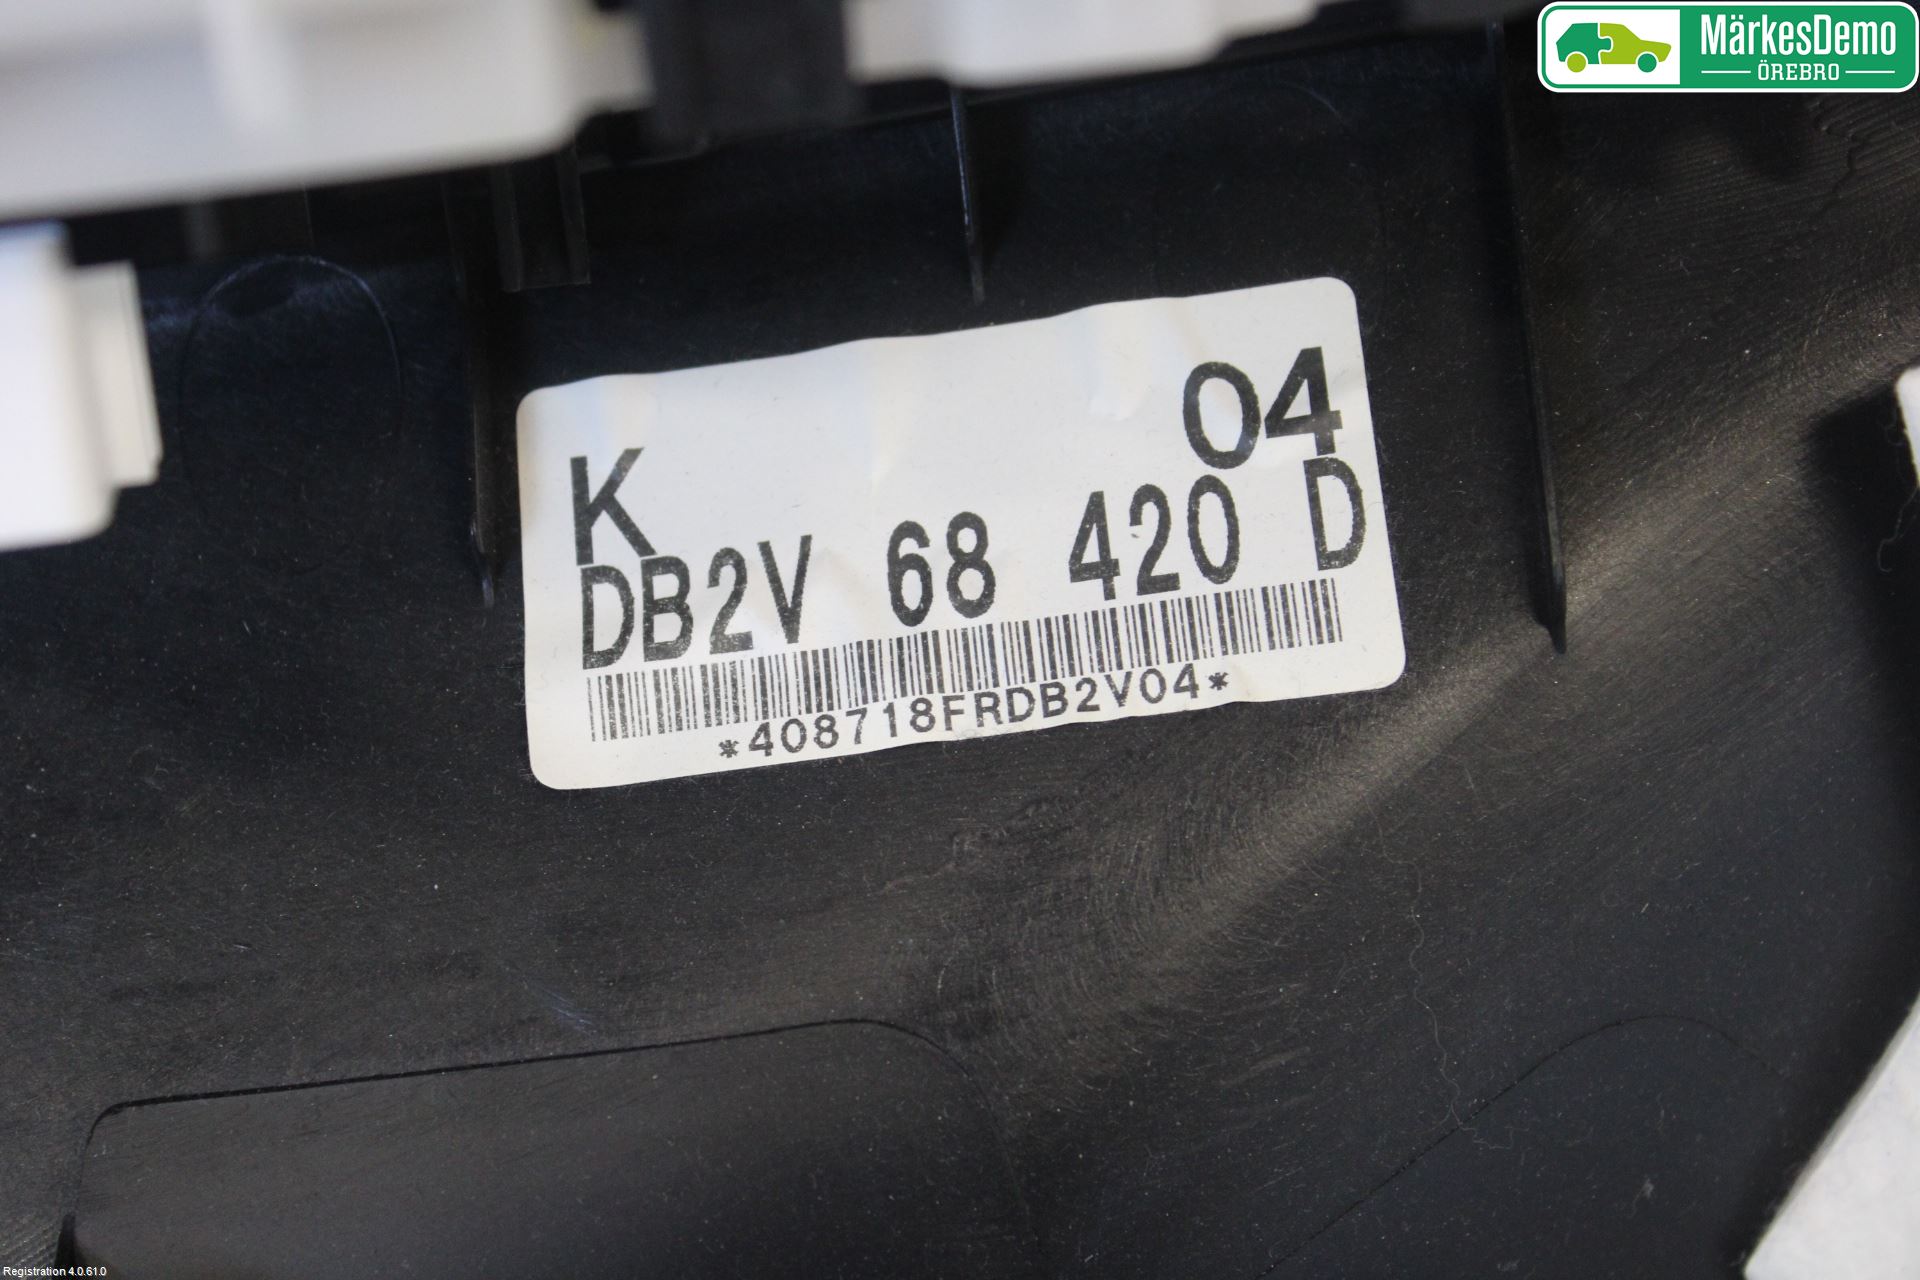 MärkesDemo
ÖREBRO
K 04
DB2V 68 420 D
*408718FRDB2V04*
Registration 4.0.61.0